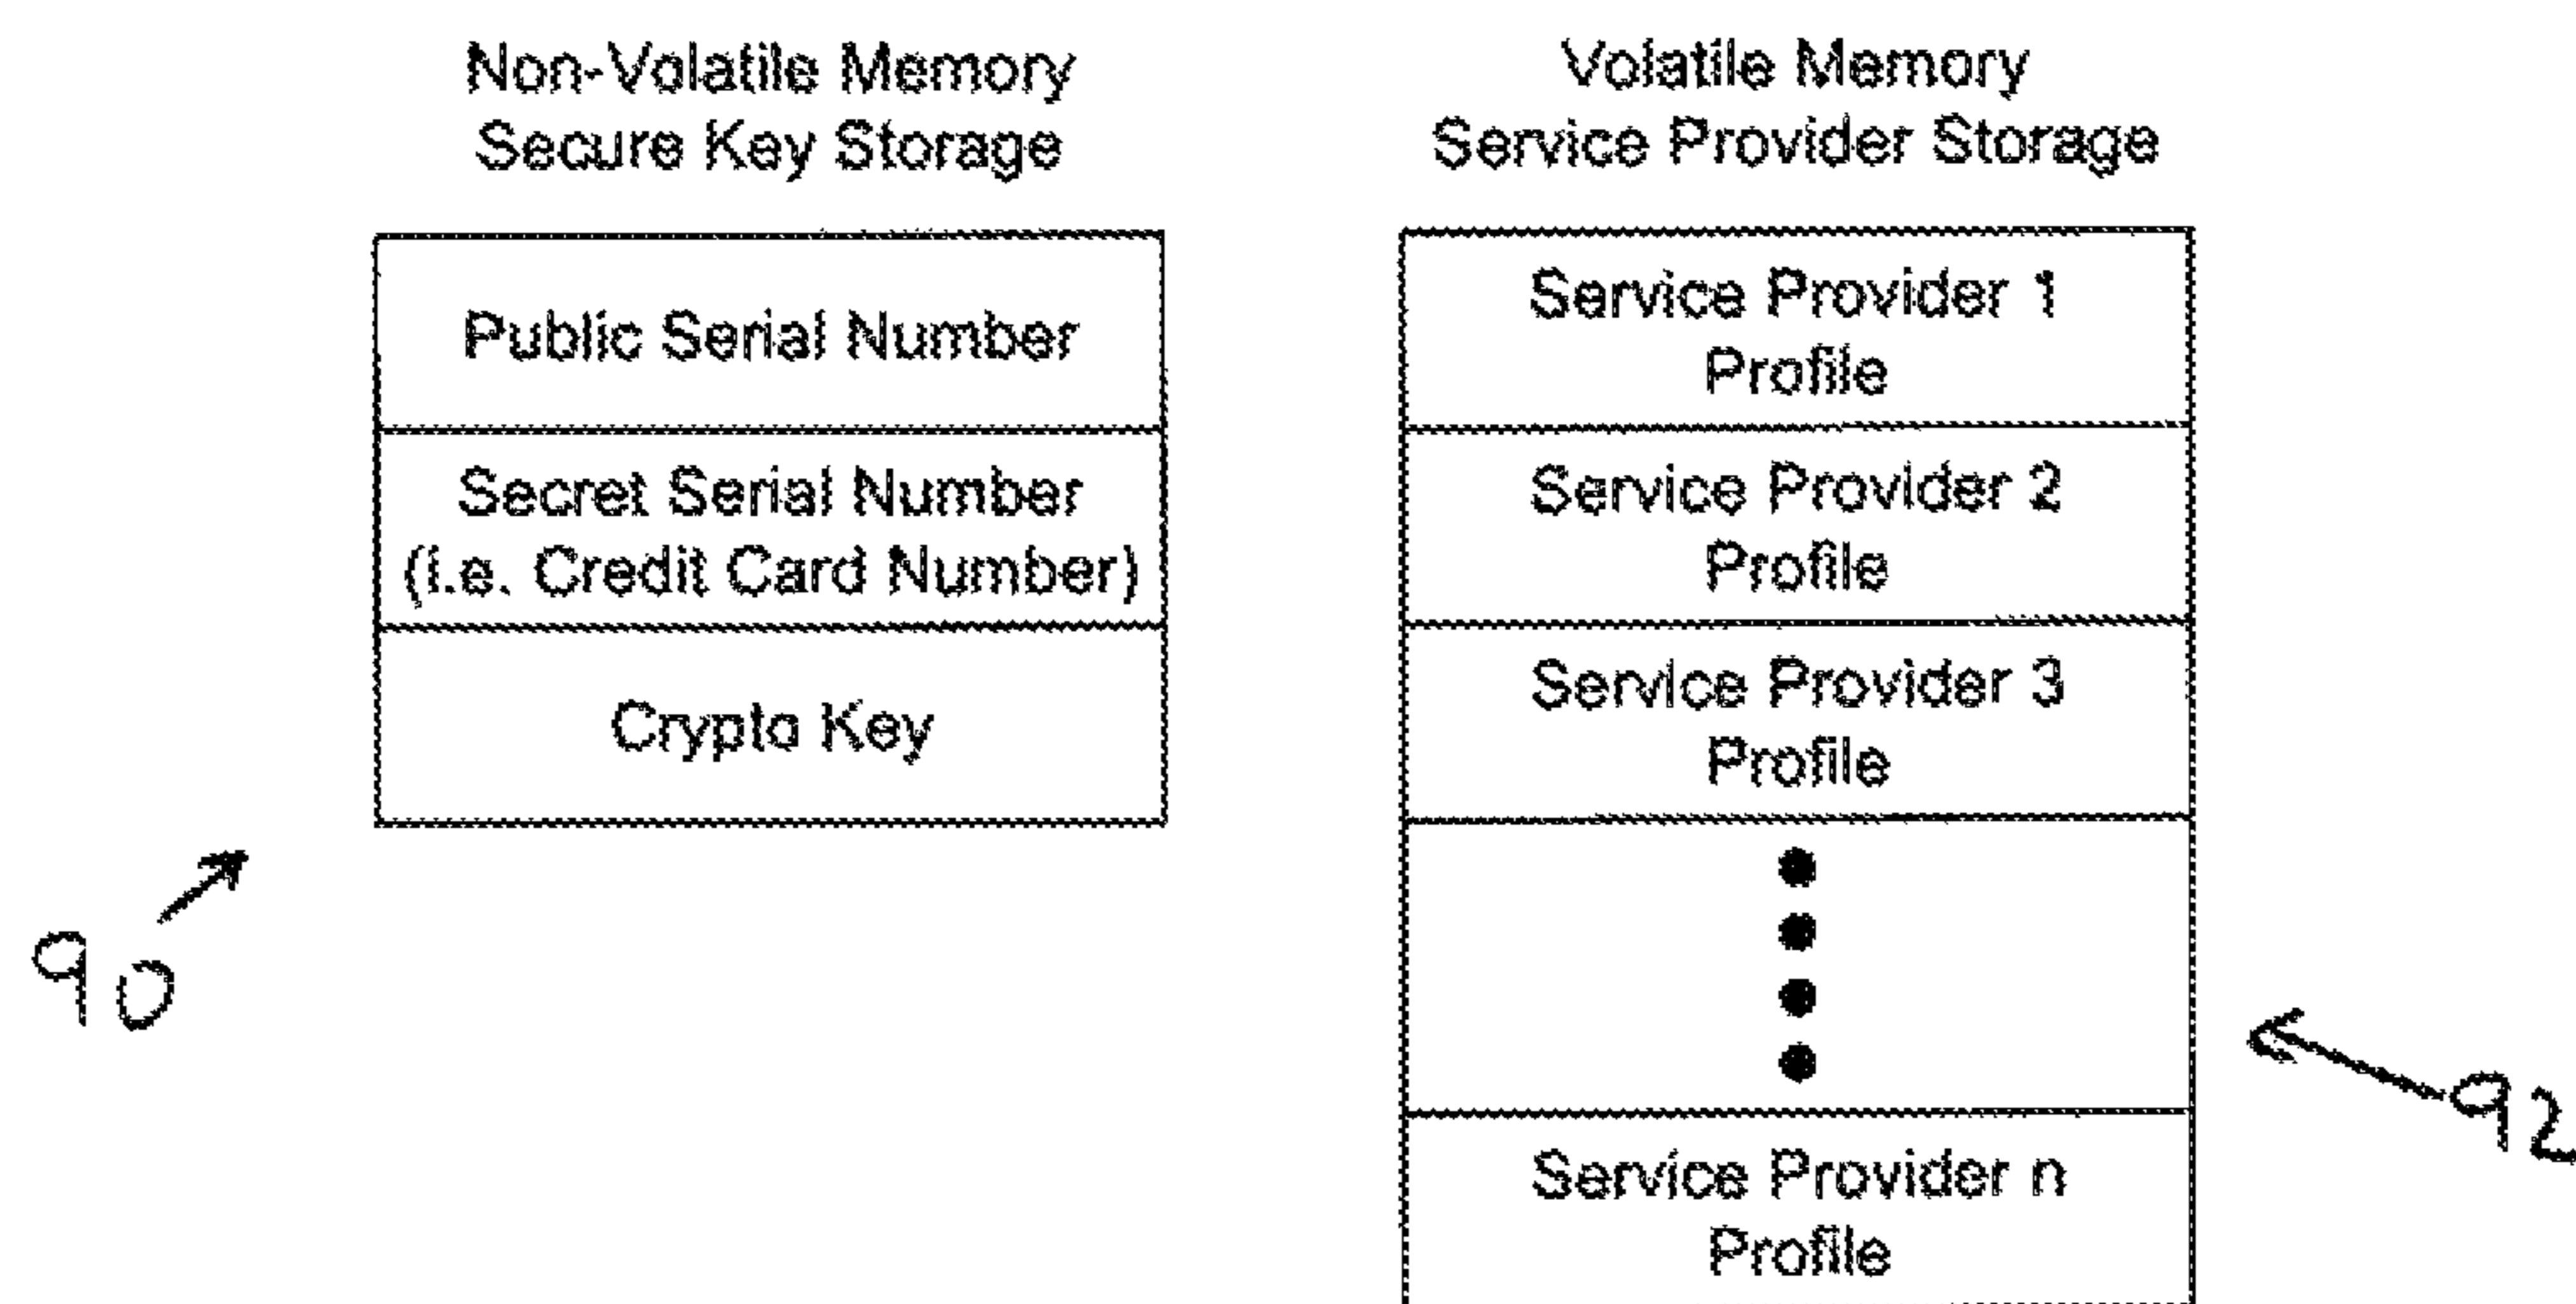 Non-Volatile Memory
Secure Key Storage
Public Serial Number
Secret Serial Number
(i.e. Credit Card Number)
Crypto Key
90
Volatile Memory
Service Provider Storage
Service Provider 1
Profile
Service Provider 2
Profile
Service Provider 3
Profile
Service Provider n
Profile
92